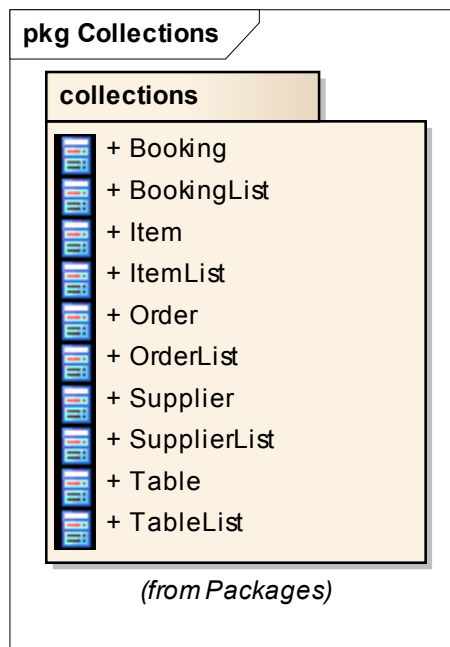 pkg Collections
collections
+ Booking
+ BookingList
+ Item
+ ItemList
+ Order
+ OrderList
+ Supplier
+ SupplierList
+ Table
+ TableList
(from Packages)